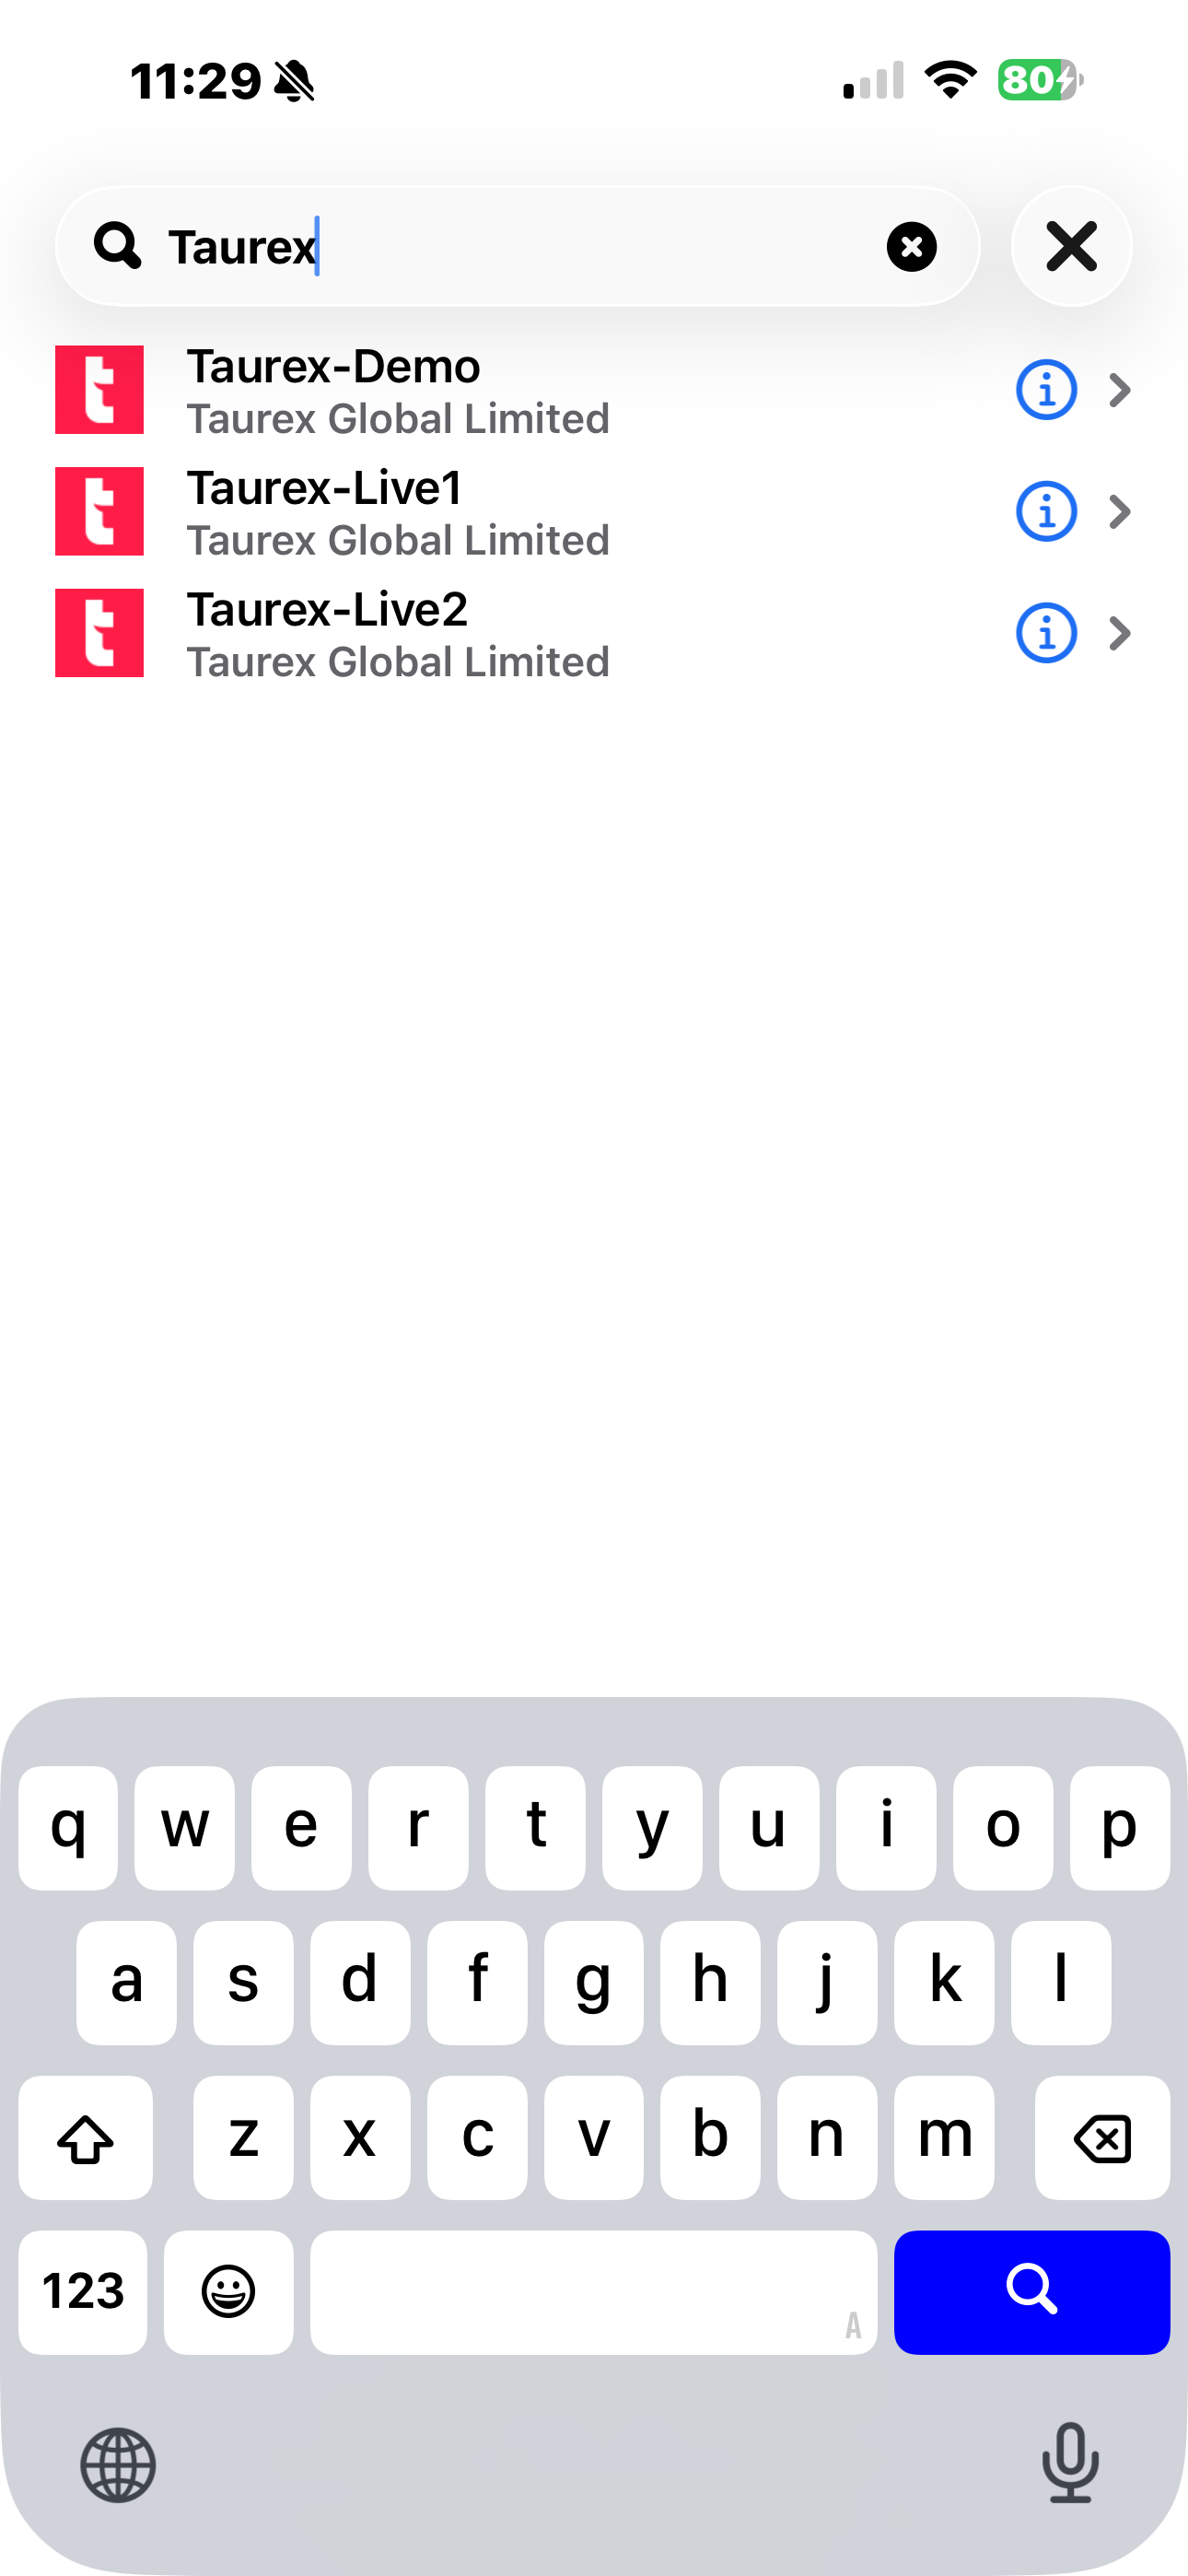 11:29
80
Taurex
Taurex-Demo
Taurex Global Limited
Taurex-Live1
Taurex Global Limited
Taurex-Live2
Taurex Global Limited
q w e r t y u i o p
a s d f g h j k l
z x c v b n m
123
A